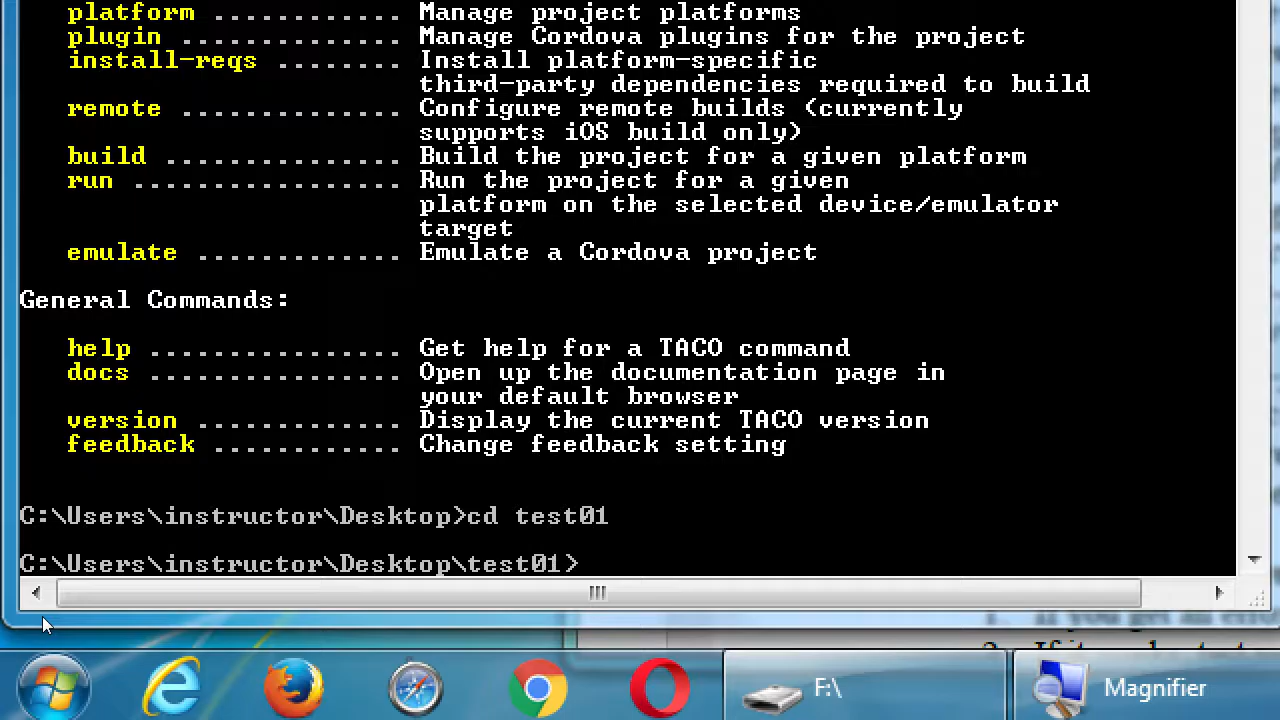 platform ............ Manage project platforms
plugin .............. Manage Cordova plugins for the project
install-reqs ........ Install platform-specific
third-party dependencies required to build
remote .............. Configure remote builds (currently
supports iOS build only)
build ............... Build the project for a given platform
run ................. Run the project for a given
platform on the selected device/emulator
target
emulate ............. Emulate a Cordova project
General Commands:
help ................ Get help for a TACO command
docs ................ Open up the documentation page in
your default browser
version ............. Display the current TACO version
feedback ............ Change feedback setting
C:\Users\instructor\Desktop>cd test01
C:\Users\instructor\Desktop\test01>
F:\
Magnifier